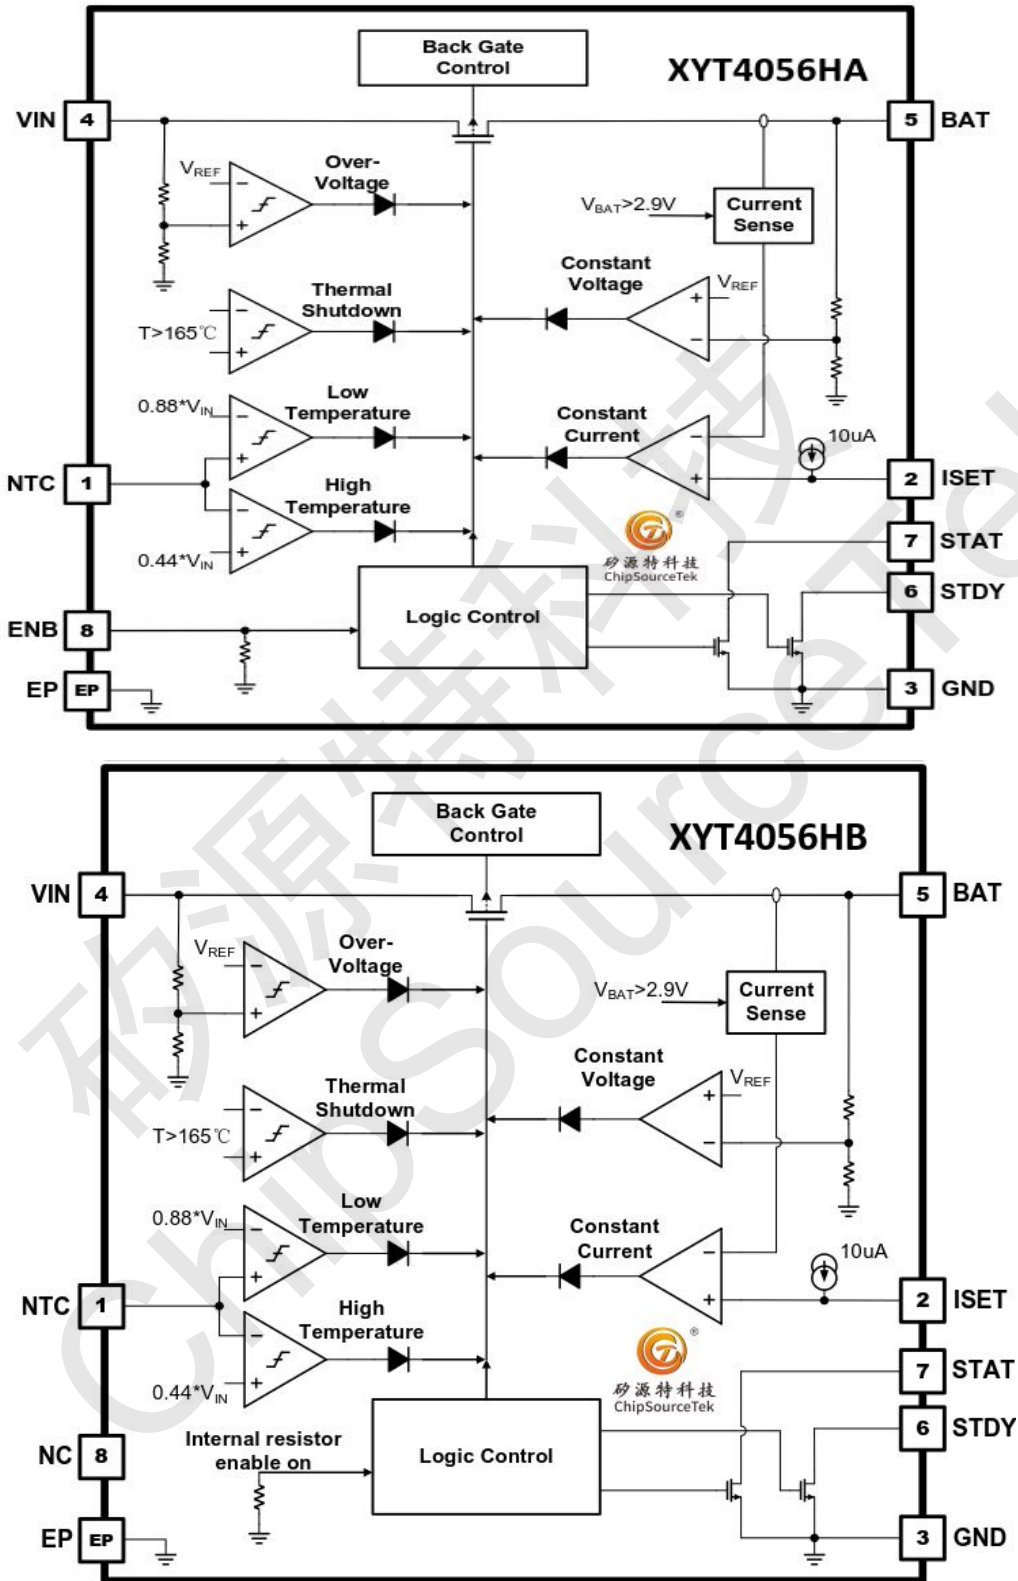 Back Gate
Control
XYT4056HA
VIN
4
5
BAT
VREF
Over-
Voltage
−
+
VBAT>2.9V
Current
Sense
Thermal
Shutdown
−
T>165℃
+
Constant
Voltage
+
VREF
−
0.88*VIN
−
Low
Temperature
+
Constant
Current
−
+
10uA
NTC
1
2
ISET
High
Temperature
−
0.44*VIN
+
®
矽源特科技
ChipSourceTek
7
STAT
6
STDY
Logic Control
ENB
8
EP
EP
3
GND
Back Gate
Control
XYT4056HB
VIN
4
5
BAT
VREF
Over-
Voltage
−
+
VBAT>2.9V
Current
Sense
Thermal
Shutdown
−
T>165℃
+
Constant
Voltage
+
VREF
−
0.88*VIN
−
Low
Temperature
+
Constant
Current
−
+
10uA
NTC
1
2
ISET
High
Temperature
−
0.44*VIN
+
®
矽源特科技
ChipSourceTek
7
STAT
6
STDY
NC
8
Internal resistor
enable on
Logic Control
EP
EP
3
GND
矽源特科技
ChipSourceTek